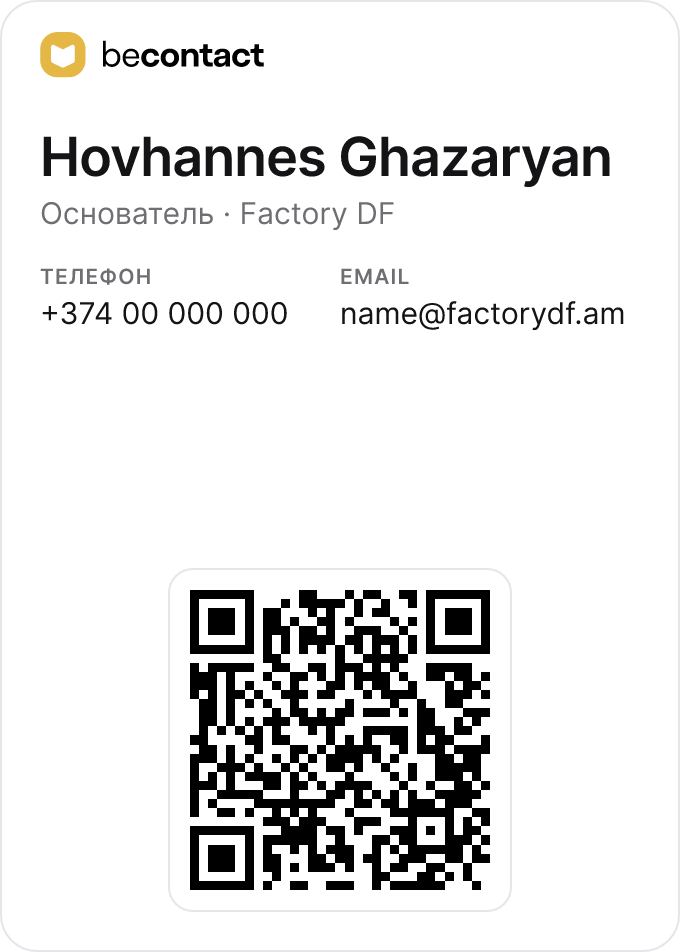 becontact
Hovhannes Ghazaryan
Основатель · Factory DF
ТЕЛЕФОН
+374 00 000 000
EMAIL
name@factorydf.am